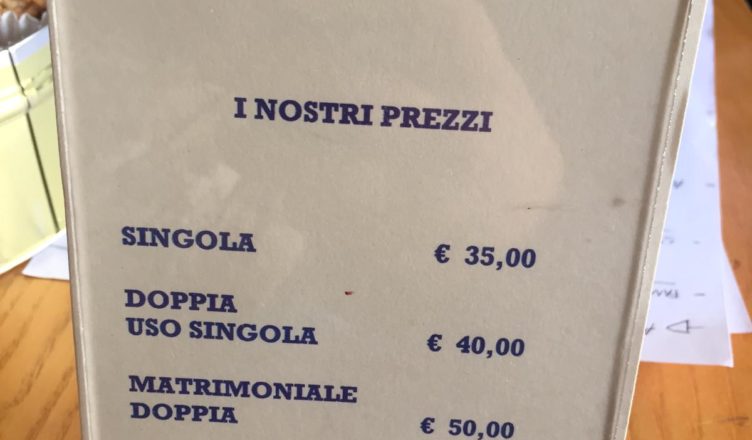 I NOSTRI PREZZI
SINGOLA € 35,00
DOPPIA
USO SINGOLA € 40,00
MATRIMONIALE
DOPPIA € 50,00